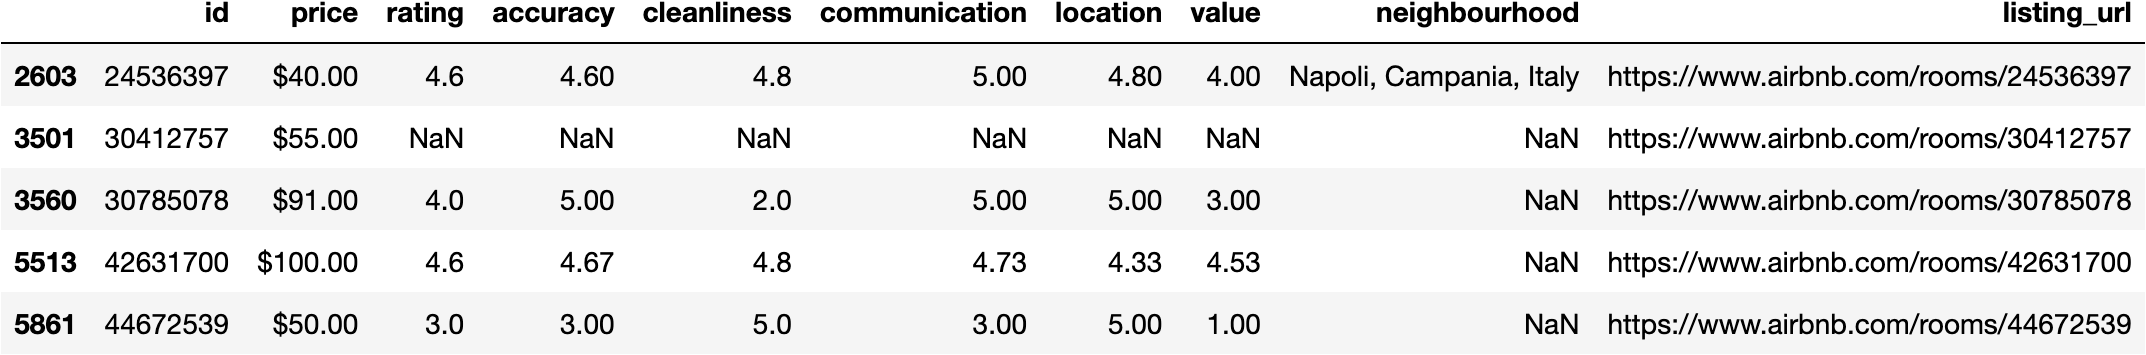 id price rating accuracy cleanliness communication location value neighbourhood listing_url
2603 24536397 $40.00 4.6 4.60 4.8 5.00 4.80 4.00 Napoli, Campania, Italy https://www.airbnb.com/rooms/24536397
3501 30412757 $55.00 NaN NaN NaN NaN NaN NaN NaN https://www.airbnb.com/rooms/30412757
3560 30785078 $91.00 4.0 5.00 2.0 5.00 5.00 3.00 NaN https://www.airbnb.com/rooms/30785078
5513 42631700 $100.00 4.6 4.67 4.8 4.73 4.33 4.53 NaN https://www.airbnb.com/rooms/42631700
5861 44672539 $50.00 3.0 3.00 5.0 3.00 5.00 1.00 NaN https://www.airbnb.com/rooms/44672539